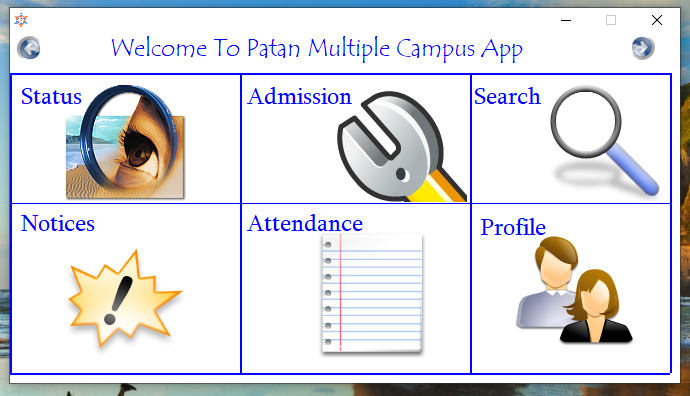 Welcome To Patan Multiple Campus App
Status
Admission
Search
Notices
Attendance
Profile